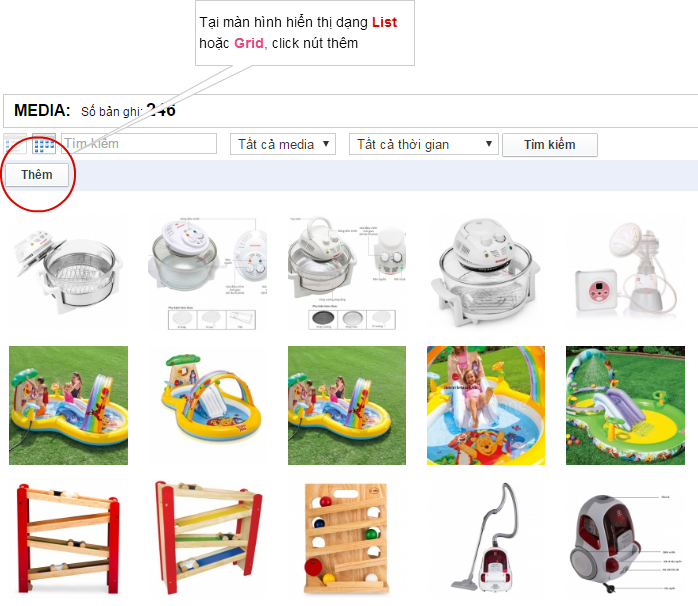 Tại màn hình hiển thị dạng List
hoặc Grid, click nút thêm
MEDIA: Số bản ghi: 246
Tìm kiếm Tất cả media Tất cả thời gian Tìm kiếm
Thêm